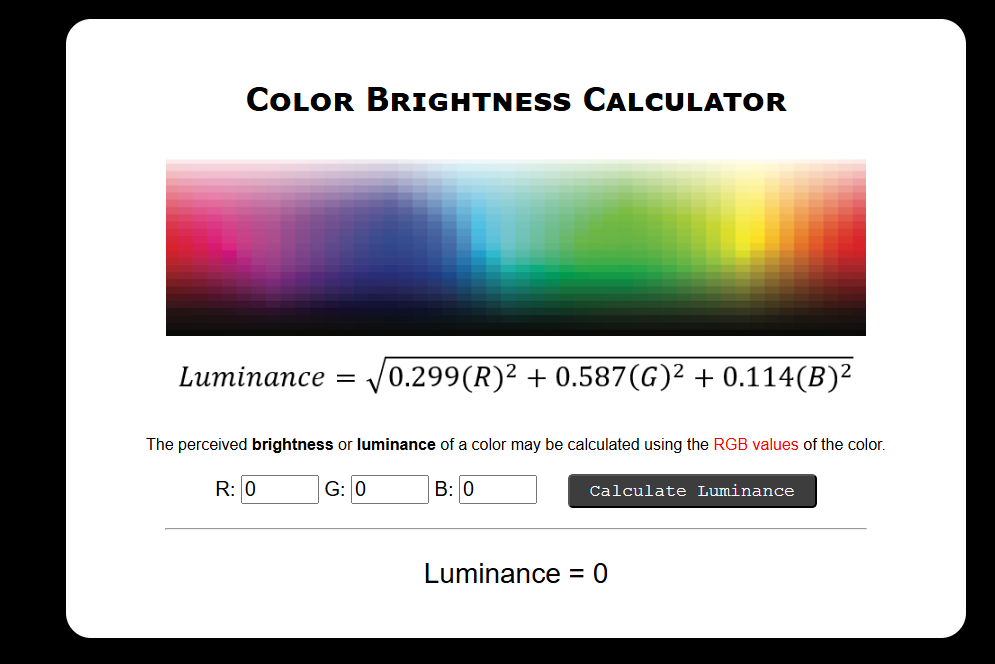 Color Brightness Calculator
Luminance = √0.299(R)² + 0.587(G)² + 0.114(B)²
The perceived brightness or luminance of a color may be calculated using the RGB values of the color.
R: 0 G: 0 B: 0 Calculate Luminance
Luminance = 0